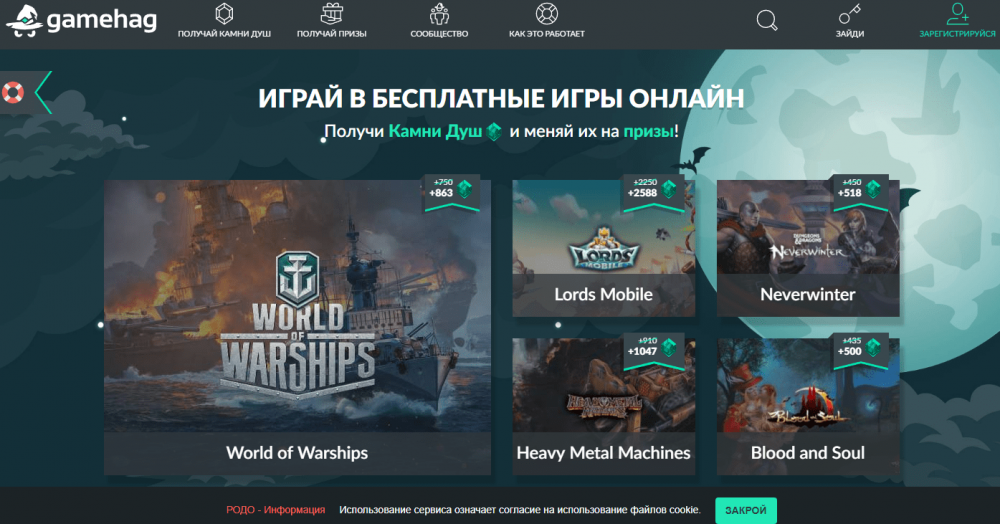 gamehag
ПОЛУЧАЙ КАМНИ ДУШ
ПОЛУЧАЙ ПРИЗЫ
СООБЩЕСТВО
КАК ЭТО РАБОТАЕТ
ЗАЙДИ
ЗАРЕГИСТРИРУЙСЯ
ИГРАЙ В БЕСПЛАТНЫЕ ИГРЫ ОНЛАЙН
Получи Камни Душ и меняй их на призы!
+750
+863
WORLD
OF
WARSHIPS
World of Warships
+2250
+2588
LORDS
MOBILE
Lords Mobile
+450
+518
DUNGEONS
& DRAGONS
NEVERWINTER
Neverwinter
+910
+1047
HEAVY METAL
MACHINES
Heavy Metal Machines
+435
+500
Blood and Soul
Blood and Soul
РОДО - Информация
Использование сервиса означает согласие на использование файлов cookie.
ЗАКРОЙ